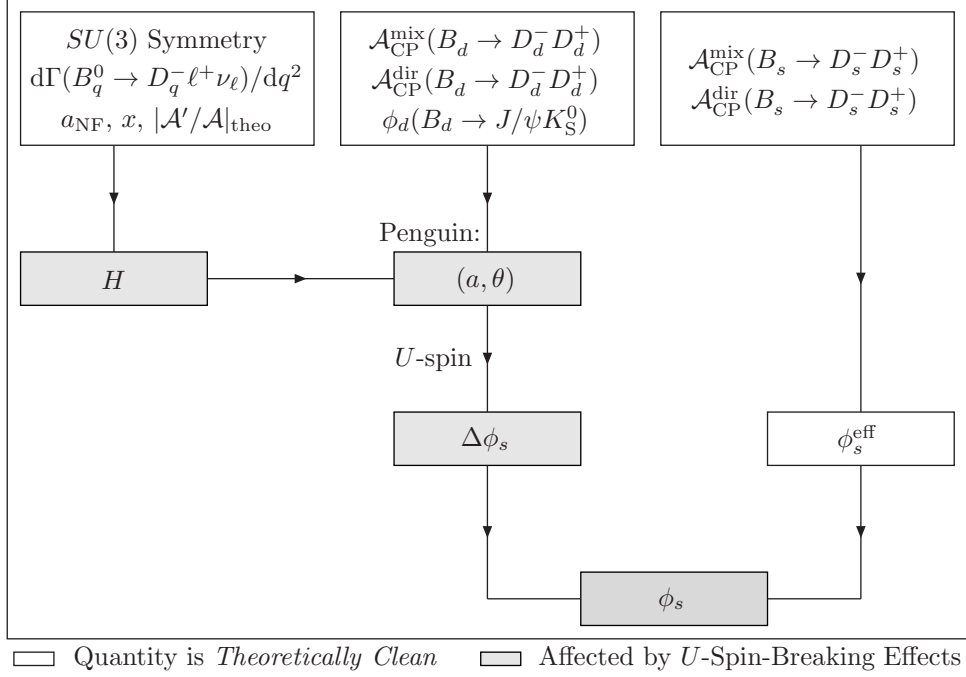 SU(3) Symmetry
dΓ(B_q^0 → D_q^- ℓ^+ ν_ℓ)/dq^2
a_NF, x, |𝒜′/𝒜|_theo
𝒜_CP^mix(B_d → D_d^- D_d^+)
𝒜_CP^dir(B_d → D_d^- D_d^+)
ϕ_d(B_d → J/ψK_S^0)
𝒜_CP^mix(B_s → D_s^- D_s^+)
𝒜_CP^dir(B_s → D_s^- D_s^+)
Penguin:
H
(a, θ)
U-spin
Δϕ_s
ϕ_s^eff
ϕ_s
Quantity is Theoretically Clean
Affected by U-Spin-Breaking Effects